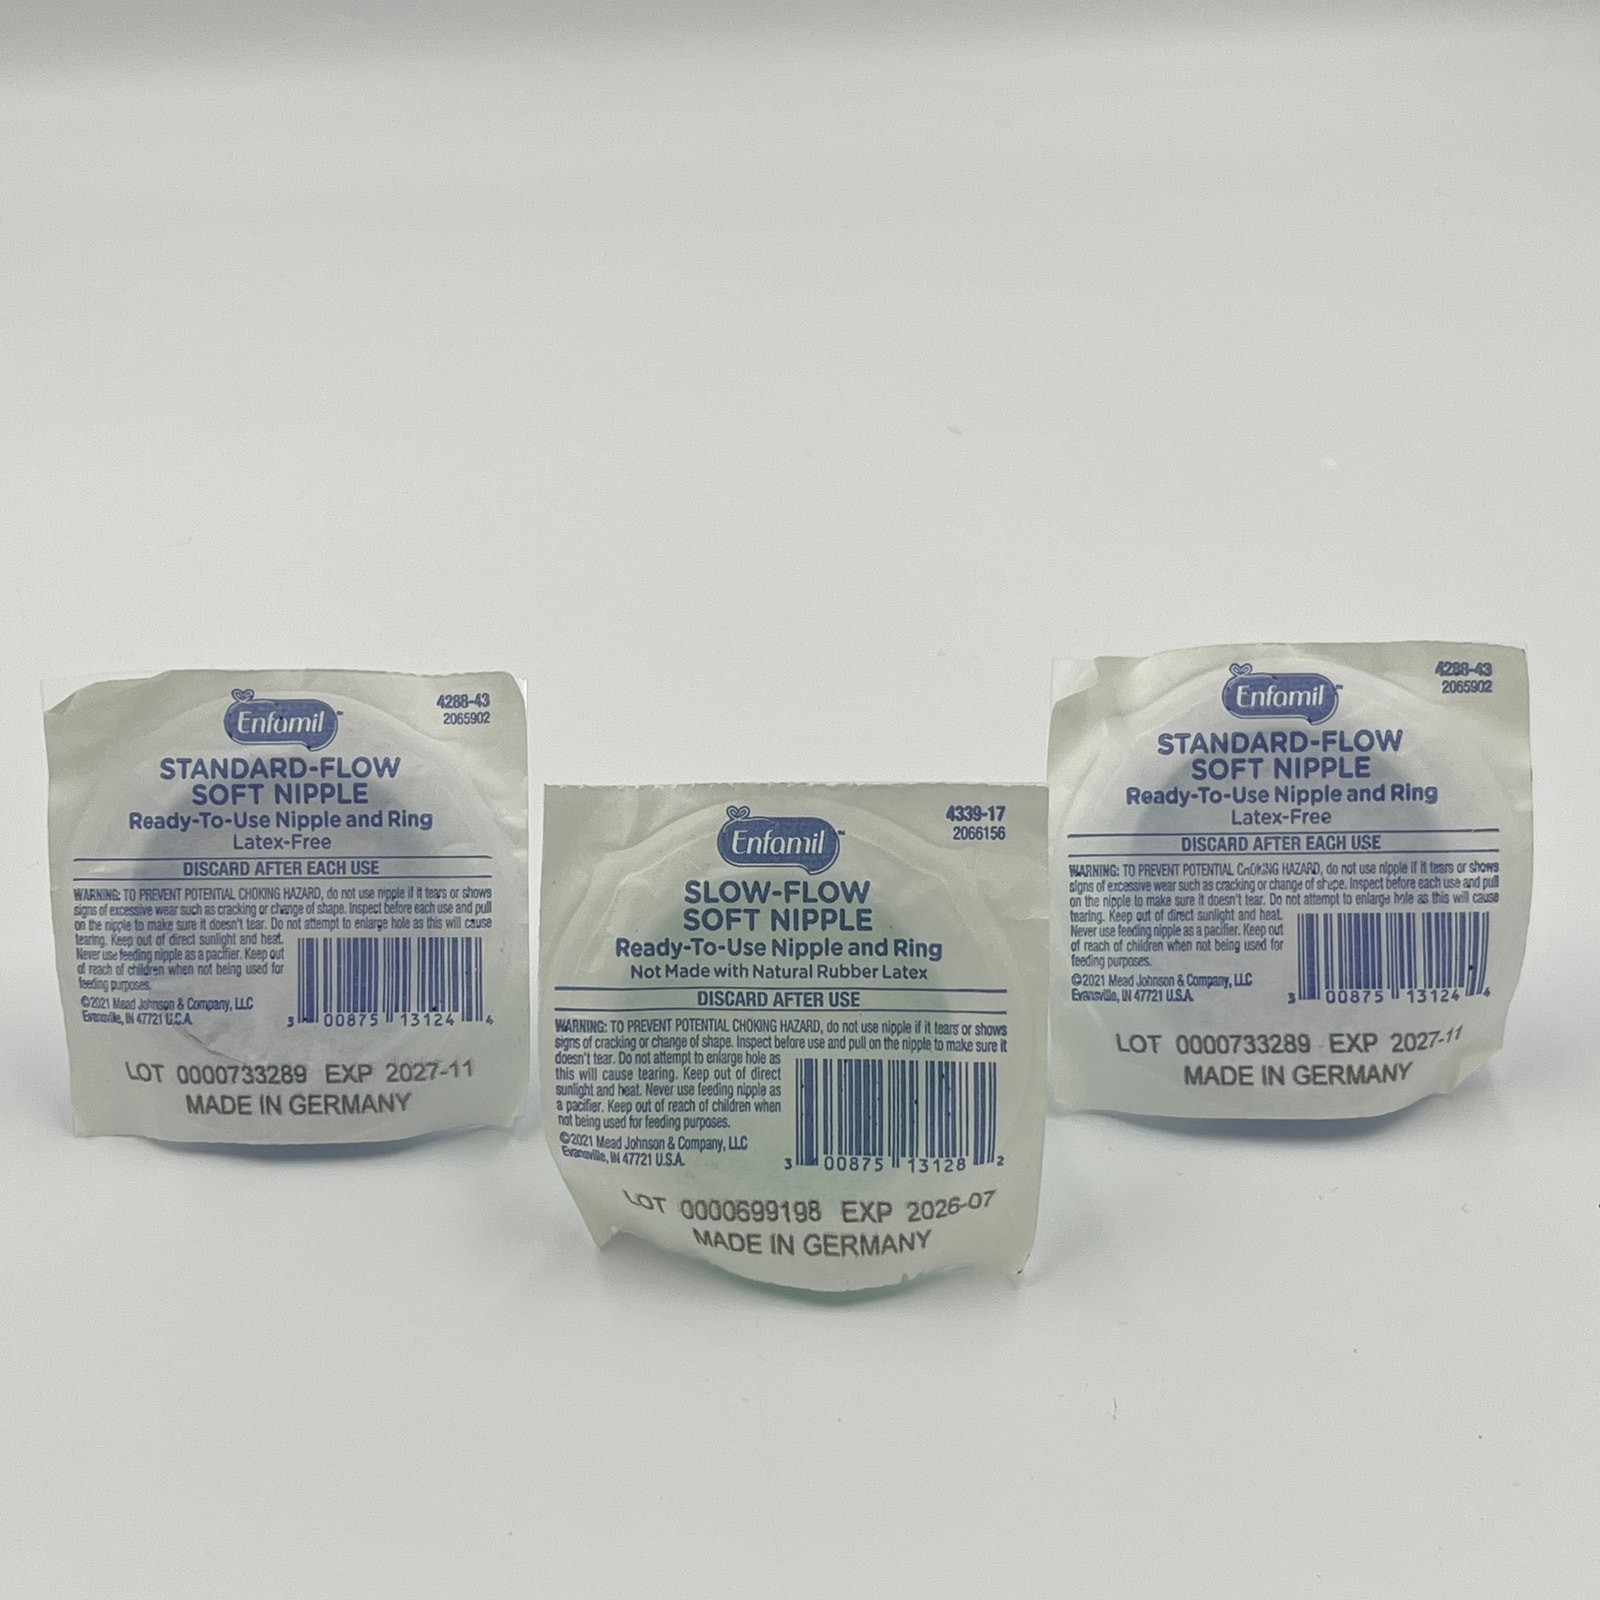 Enfamil™
4288-43
2065902
STANDARD-FLOW
SOFT NIPPLE
Ready-To-Use Nipple and Ring
Latex-Free
DISCARD AFTER EACH USE
WARNING: TO PREVENT POTENTIAL CHOKING HAZARD, do not use nipple if it tears or shows
signs of excessive wear such as cracking or change of shape. Inspect before each use and pull
on the nipple to make sure it doesn't tear. Do not attempt to enlarge hole as this will cause
tearing. Keep out of direct sunlight and heat.
Never use feeding nipple as a pacifier. Keep out
of reach of children when not being used for
feeding purposes.
©2021 Mead Johnson & Company, LLC
Evansville, IN 47721 U.S.A.
3 00875 13124 4
LOT 0000733289 EXP 2027-11
MADE IN GERMANY
Enfamil™
4339-17
2066156
SLOW-FLOW
SOFT NIPPLE
Ready-To-Use Nipple and Ring
Not Made with Natural Rubber Latex
DISCARD AFTER USE
WARNING: TO PREVENT POTENTIAL CHOKING HAZARD, do not use nipple if it tears or shows
signs of cracking or change of shape. Inspect before use and pull on the nipple to make sure it
doesn't tear. Do not attempt to enlarge hole as
this will cause tearing. Keep out of direct
sunlight and heat. Never use feeding nipple as
a pacifier. Keep out of reach of children when
not being used for feeding purposes.
©2021 Mead Johnson & Company, LLC
Evansville, IN 47721 U.S.A.
3 00875 13128 2
LOT 0000699198 EXP 2026-07
MADE IN GERMANY
Enfamil™
4288-43
2065902
STANDARD-FLOW
SOFT NIPPLE
Ready-To-Use Nipple and Ring
Latex-Free
DISCARD AFTER EACH USE
WARNING: TO PREVENT POTENTIAL CHOKING HAZARD, do not use nipple if it tears or shows
signs of excessive wear such as cracking or change of shape. Inspect before each use and pull
on the nipple to make sure it doesn't tear. Do not attempt to enlarge hole as this will cause
tearing. Keep out of direct sunlight and heat.
Never use feeding nipple as a pacifier. Keep out
of reach of children when not being used for
feeding purposes.
©2021 Mead Johnson & Company, LLC
Evansville, IN 47721 U.S.A.
3 00875 13124 4
LOT 0000733289 EXP 2027-11
MADE IN GERMANY